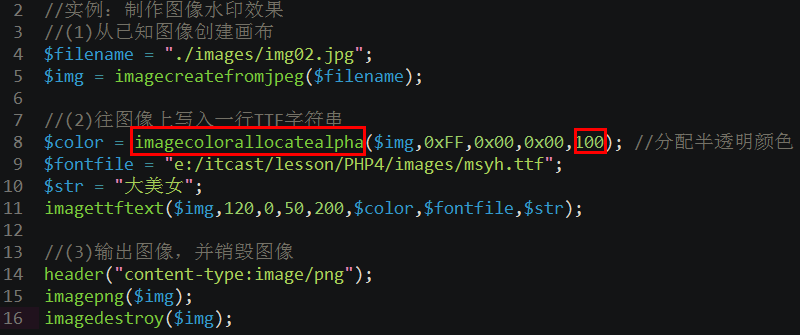 2 //实例：制作图像水印效果
3 //(1)从已知图像创建画布
4 $filename = "./images/img02.jpg";
5 $img = imagecreatefromjpeg($filename);
6
7 //(2)往图像上写入一行TTF字符串
8 $color = imagecolorallocatealpha($img,0xFF,0x00,0x00,100); //分配半透明颜色
9 $fontfile = "e:/itcast/lesson/PHP4/images/msyh.ttf";
10 $str = "大美女";
11 imagettftext($img,120,0,50,200,$color,$fontfile,$str);
12
13 //(3)输出图像，并销毁图像
14 header("content-type:image/png");
15 imagepng($img);
16 imagedestroy($img);